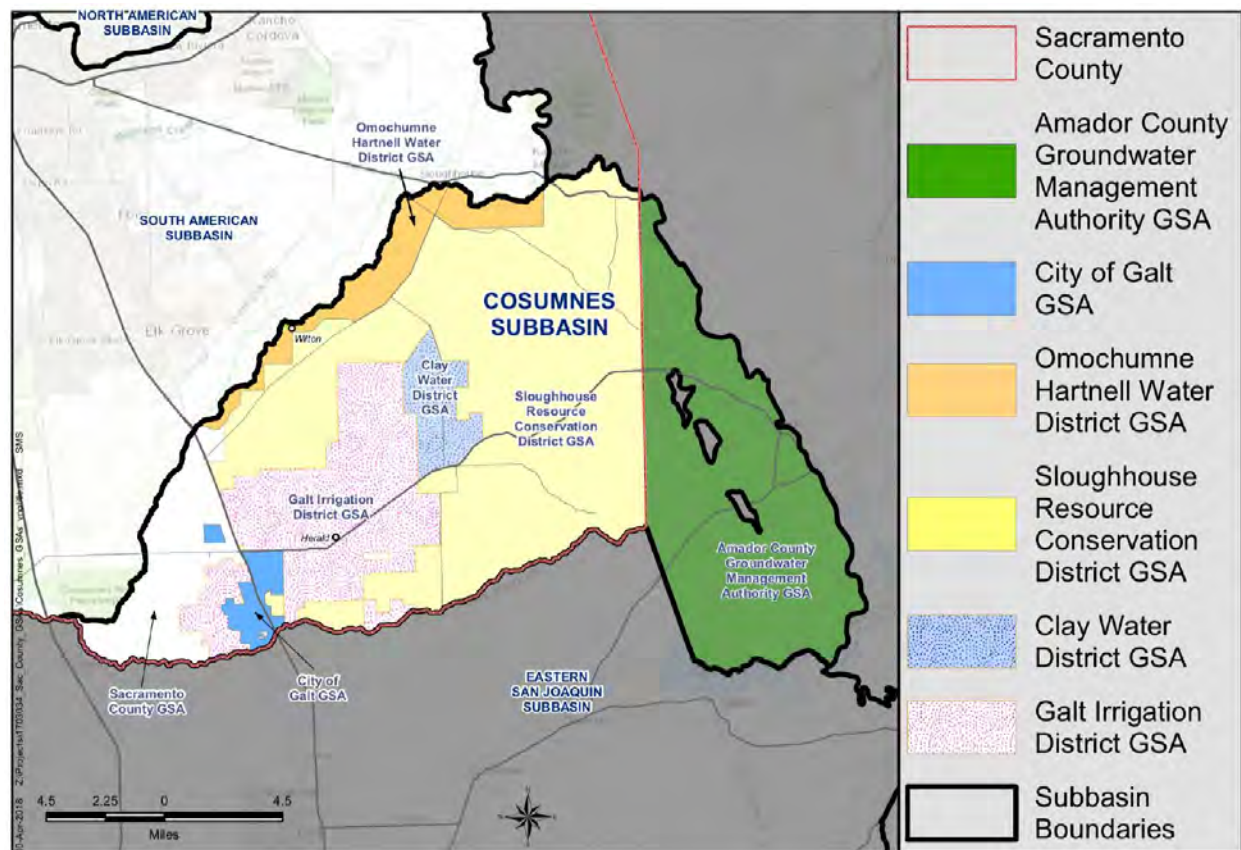 NORTH AMERICAN
SUBBASIN
Rancho
Cordova
Omochumne
Hartnell Water
District GSA
Sloughhouse
SOUTH AMERICAN
SUBBASIN
COSUMNES
SUBBASIN
Elk Grove
Wilton
Clay
Water
District
GSA
Sloughhouse
Resource
Conservation
District GSA
Galt Irrigation
District GSA
Herald
Amador County
Groundwater
Management
Authority GSA
Sacramento
County GSA
City of
Galt GSA
EASTERN
SAN JOAQUIN
SUBBASIN
4.5 2.25 0 4.5
Miles
N
SMS
Sacramento
County
Amador County
Groundwater
Management
Authority GSA
City of Galt
GSA
Omochumne
Hartnell Water
District GSA
Sloughhouse
Resource
Conservation
District GSA
Clay Water
District GSA
Galt Irrigation
District GSA
Subbasin
Boundaries